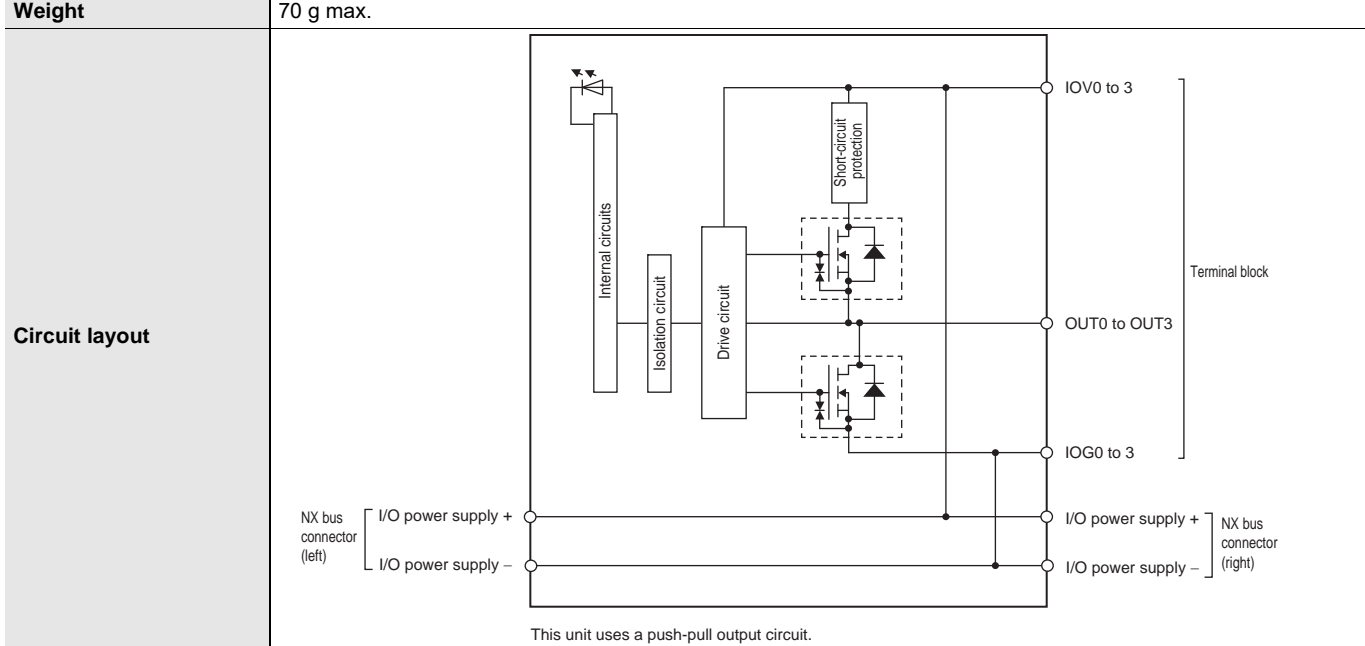 Weight
70 g max.
Circuit layout
IOV0 to 3
Short-circuit
protection
Internal circuits
Isolation circuit
Drive circuit
Terminal block
OUT0 to OUT3
IOG0 to 3
NX bus
connector
(left)
I/O power supply +
I/O power supply –
I/O power supply +
I/O power supply –
NX bus
connector
(right)
This unit uses a push-pull output circuit.